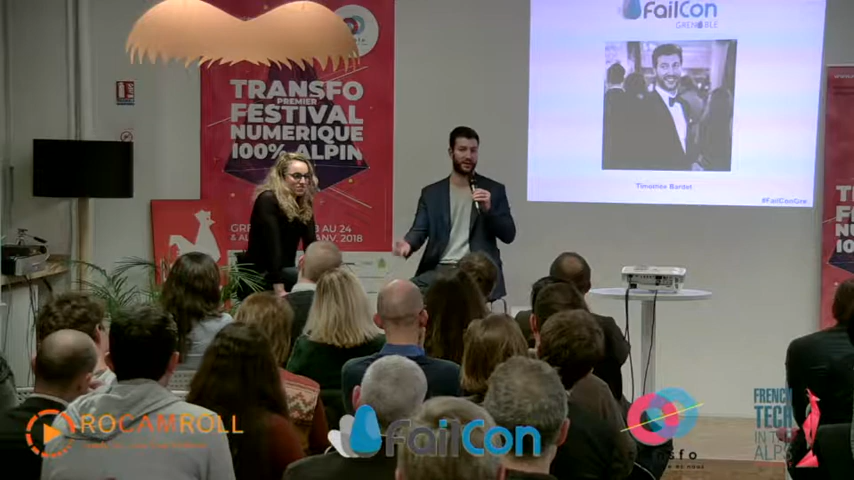 FailCon
GRENOBLE
TRANSFO
PREMIER
FESTIVAL
NUMERIQUE
100% ALPIN
Timothée Bardet
#FailConGre
AU 24
JANV. 2018
ROCAMROLL
FailCon
FRENCH
TECH
IN THE
ALPS